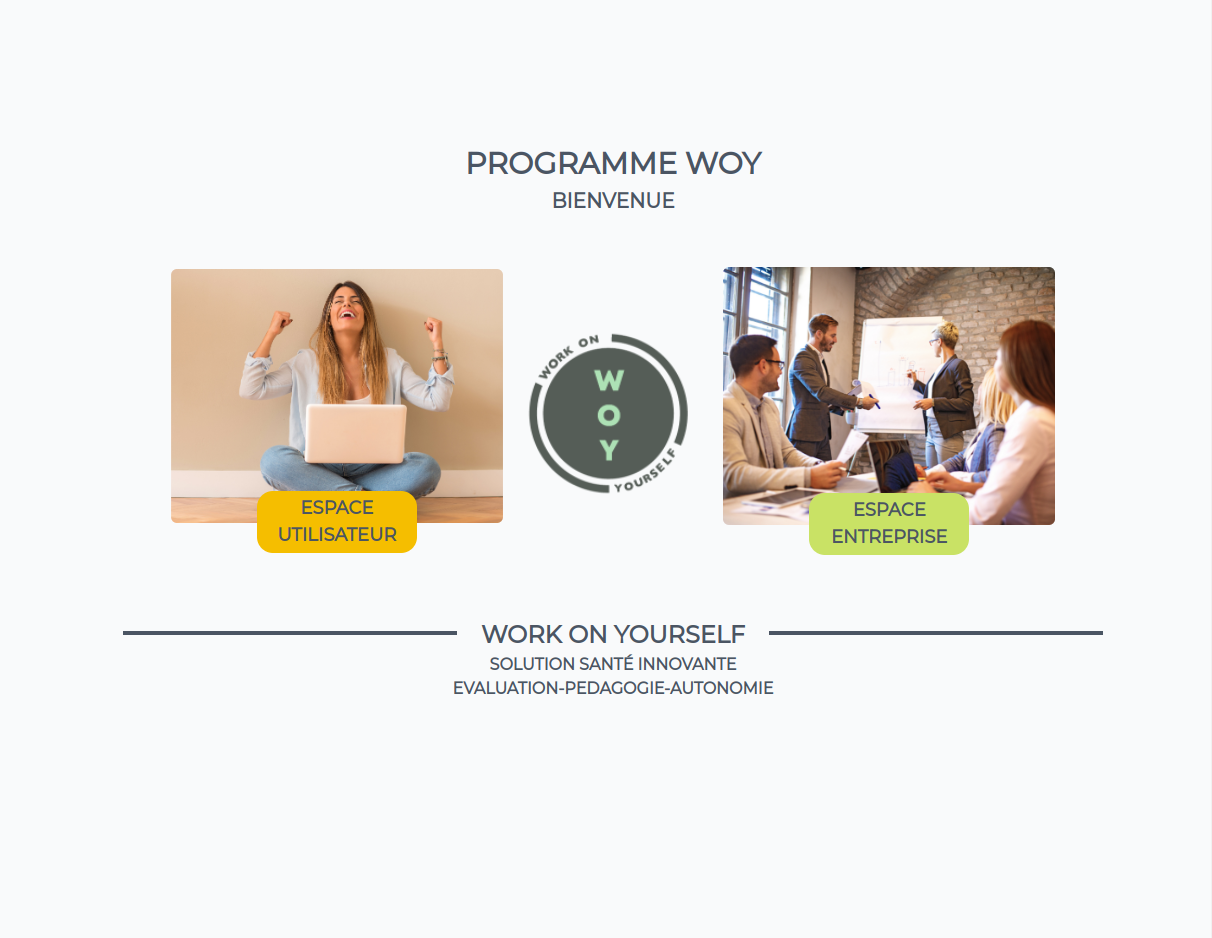 PROGRAMME WOY
BIENVENUE
WORK ON
W
O
Y
YOURSELF
ESPACE
UTILISATEUR
ESPACE
ENTREPRISE
WORK ON YOURSELF
SOLUTION SANTÉ INNOVANTE
EVALUATION-PEDAGOGIE-AUTONOMIE